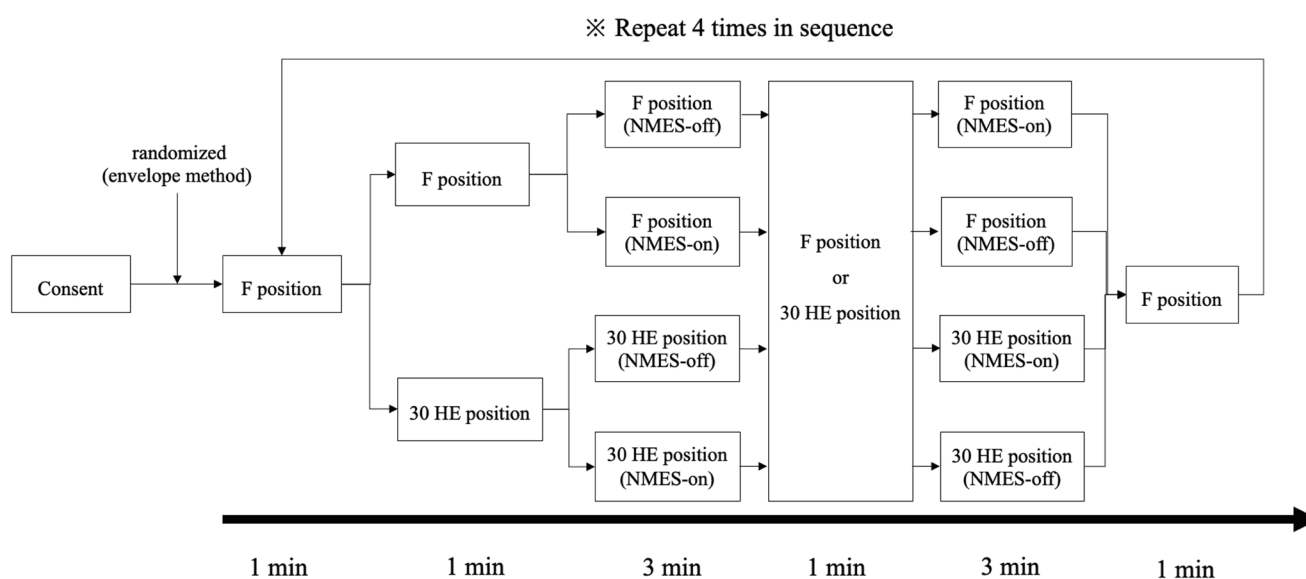 ※ Repeat 4 times in sequence
randomized
(envelope method)
Consent
F position
F position
30 HE position
F position
(NMES-off)
F position
(NMES-on)
30 HE position
(NMES-off)
30 HE position
(NMES-on)
F position
or
30 HE position
F position
(NMES-on)
F position
(NMES-off)
30 HE position
(NMES-on)
30 HE position
(NMES-off)
F position
1 min
1 min
3 min
1 min
3 min
1 min